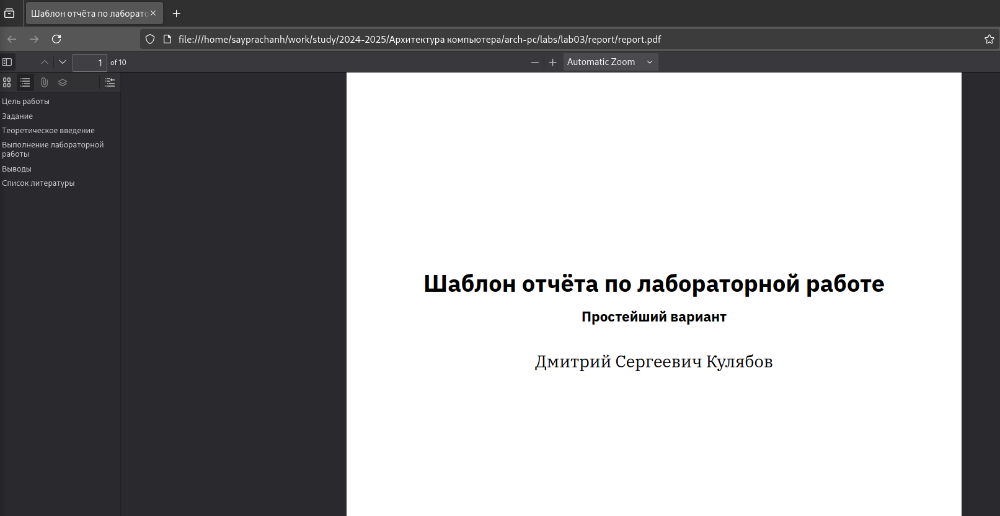 Шаблон отчёта по лаборато
file:///home/sayprachanh/work/study/2024-2025/Архитектура компьютера/arch-pc/labs/lab03/report/report.pdf
1 of 10
Automatic Zoom
Цель работы
Задание
Теоретическое введение
Выполнение лабораторной
работы
Выводы
Список литературы
Шаблон отчёта по лабораторной работе
Простейший вариант
Дмитрий Сергеевич Кулябов